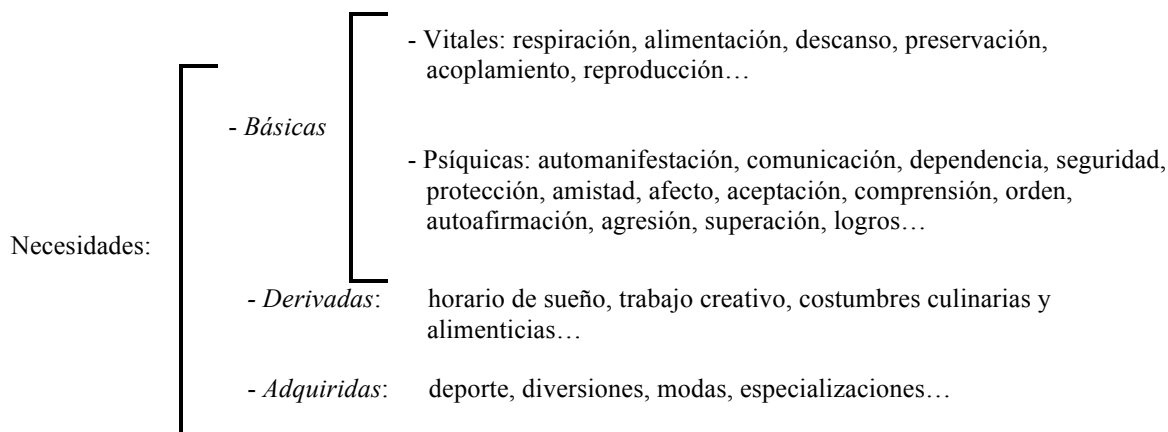 - Vitales: respiración, alimentación, descanso, preservación,
acoplamiento, reproducción…
- Básicas
- Psíquicas: automanifestación, comunicación, dependencia, seguridad,
protección, amistad, afecto, aceptación, comprensión, orden,
autoafirmación, agresión, superación, logros…
Necesidades:
- Derivadas: horario de sueño, trabajo creativo, costumbres culinarias y
alimenticias…
- Adquiridas: deporte, diversiones, modas, especializaciones…